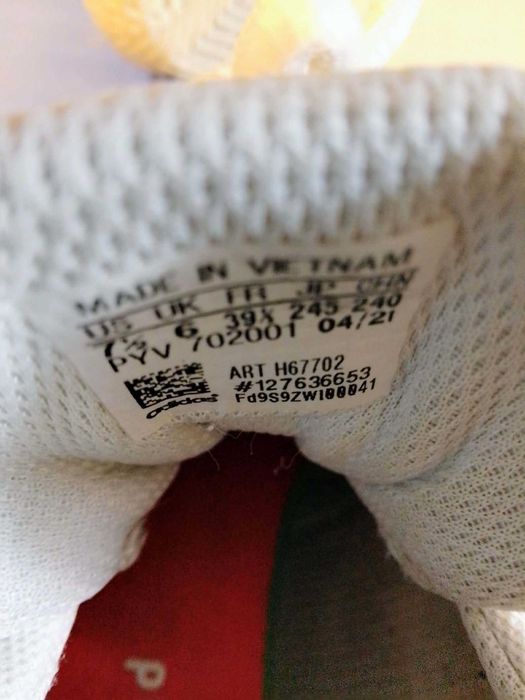 MADE IN VIETNAM
US UK FR JP CHN
7½ 6 39⅓ 245 240
PYV 702001 04/21
ART H67702
#127636653
Fd9S9ZWI00041
adidas
P